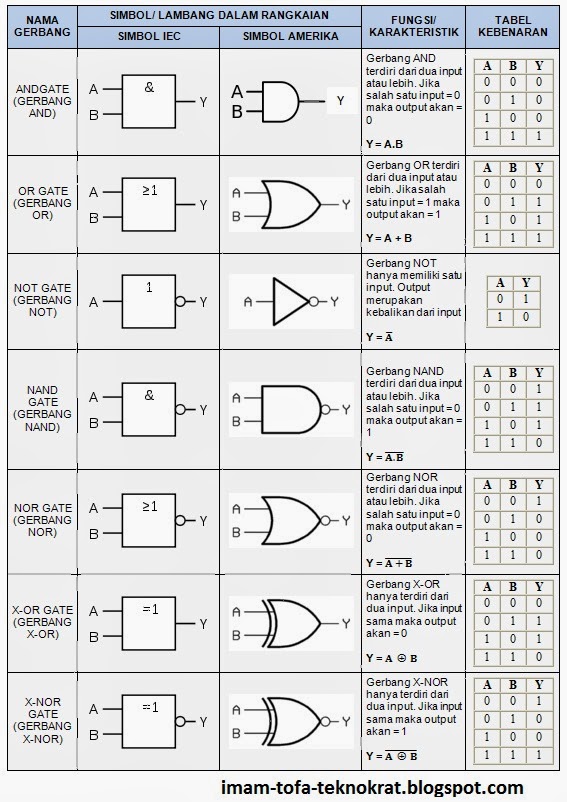 NAMA
GERBANG
SIMBOL/ LAMBANG DALAM RANGKAIAN
SIMBOL IEC
SIMBOL AMERIKA
FUNGSI/
KARAKTERISTIK
TABEL
KEBENARAN
ANDGATE
(GERBANG
AND)
A
B
&
Y
A
B
Y
Gerbang AND
terdiri dari dua input
atau lebih. Jika
salah satu input = 0
maka output akan =
0
Y = A.B
A B Y
0 0 0
0 1 0
1 0 0
1 1 1
OR GATE
(GERBANG
OR)
A
B
≥1
Y
A
B
Y
Gerbang OR terdiri
dari dua input atau
lebih. Jika salah
satu input = 1 maka
output akan = 1
Y = A + B
A B Y
0 0 0
0 1 1
1 0 1
1 1 1
NOT GATE
(GERBANG
NOT)
A
1
Y
A
Y
Gerbang NOT
hanya memiliki satu
input. Output
merupakan
kebalikan dari input
Y = A̅
A Y
0 1
1 0
NAND
GATE
(GERBANG
NAND)
A
B
&
Y
A
B
Y
Gerbang NAND
terdiri dari dua input
atau lebih. Jika
salah satu input = 0
maka output akan =
1
Y = A̅.̅B̅
A B Y
0 0 1
0 1 1
1 0 1
1 1 0
NOR GATE
(GERBANG
NOR)
A
B
≥1
Y
A
B
Y
Gerbang NOR
terdiri dari dua input
atau lebih. Jika
salah satu input = 0
maka output akan =
0
Y = A̅ ̅+̅ ̅B̅
A B Y
0 0 1
0 1 0
1 0 0
1 1 0
X-OR GATE
(GERBANG
X-OR)
A
B
=1
Y
A
B
Y
Gerbang X-OR
hanya terdiri dari
dua input. Jika input
sama maka output
akan = 0
Y = A ⊕ B
A B Y
0 0 0
0 1 1
1 0 1
1 1 0
X-NOR
GATE
(GERBANG
X-NOR)
A
B
=1
Y
A
B
Y
Gerbang X-NOR
hanya terdiri dari
dua input. Jika input
sama maka output
akan = 1
Y = A̅ ̅⊕̅ ̅B̅
A B Y
0 0 1
0 1 0
1 0 0
1 1 1
imam-tofa-teknokrat.blogspot.com